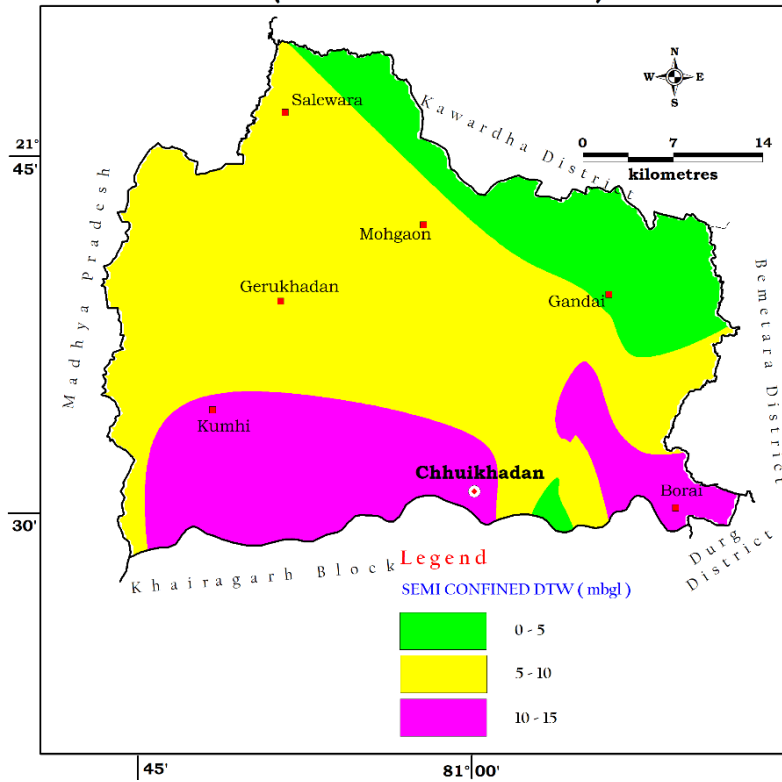 N
W E
S
Salewara
Kawardha District
21°
45'
0 7 14
kilometres
Mohgaon
Madhya Pradesh
Gerukhadan
Gandai
Bemetara District
Kumhi
Chhuikhadan
Borai
30'
Durg
District
Khairagarh Block
Legend
SEMI CONFINED DTW ( mbgl )
0 - 5
5 - 10
10 - 15
45' 81° 00'